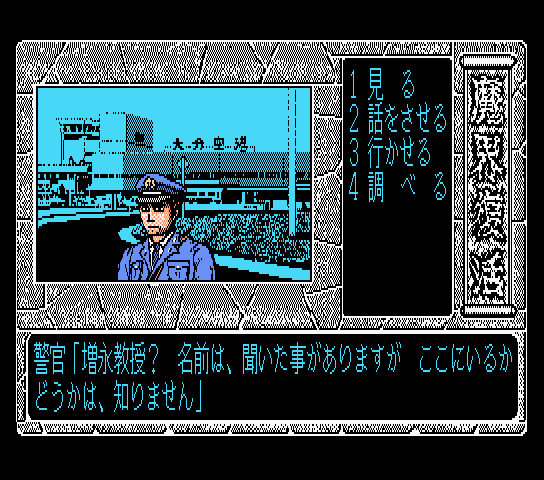 大分空港
1 見 る
2 話をさせる
3 行かせる
4 調 べ る
魔界復活
警官「増永教授? 名前は、聞いた事がありますが ここにいるか
どうかは、知りません」